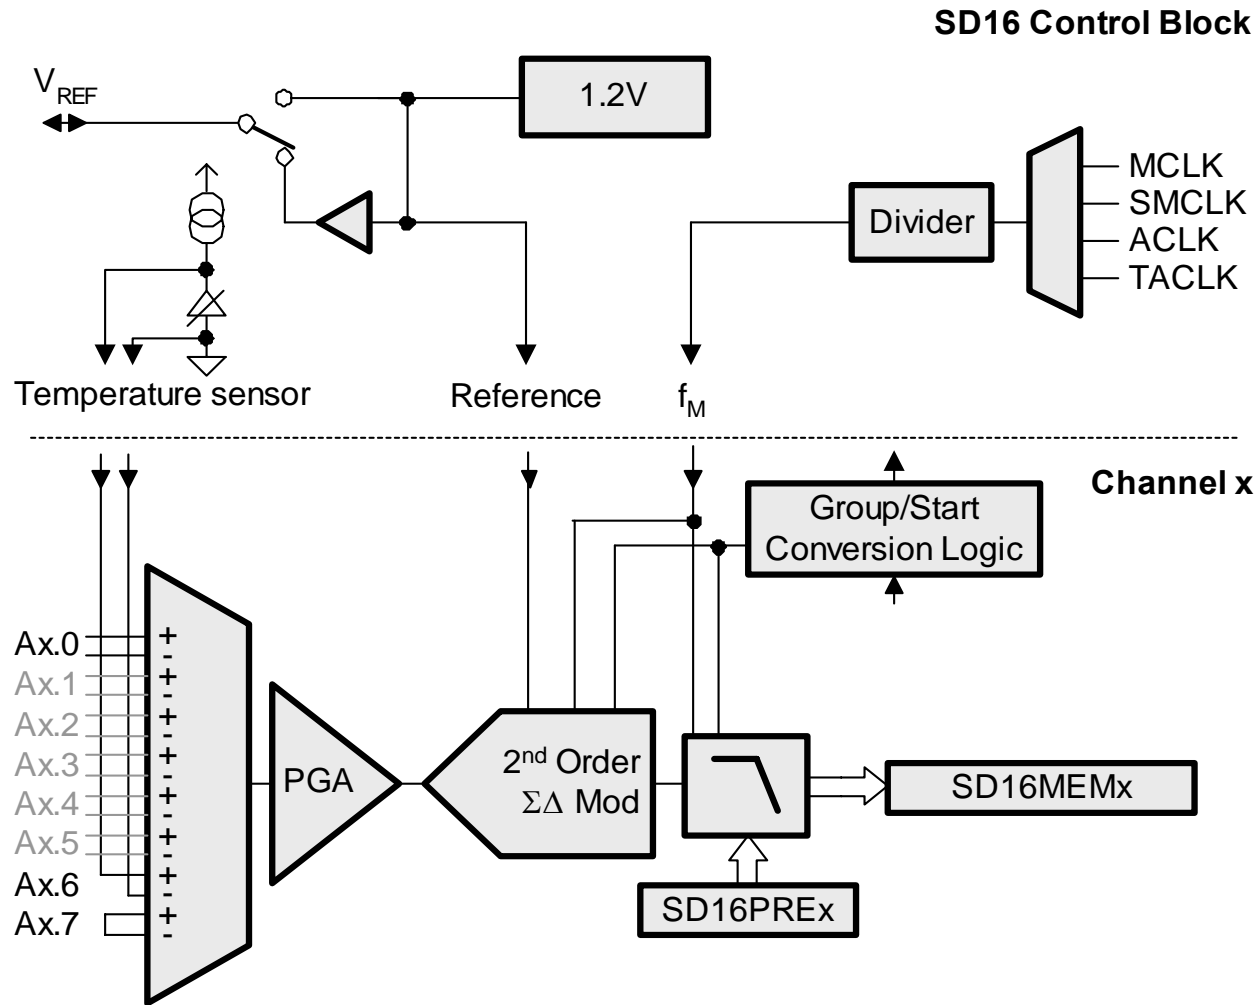 SD16 Control Block
VREF
1.2V
MCLK
SMCLK
ACLK
TACLK
Divider
Temperature sensor
Reference
fM
Channel x
Group/Start
Conversion Logic
Ax.0
+
-
Ax.1
+
-
Ax.2
+
-
Ax.3
+
-
Ax.4
+
-
Ax.5
+
-
Ax.6
+
-
Ax.7
+
-
PGA
2nd Order
ΣΔ Mod
SD16MEMx
SD16PREx